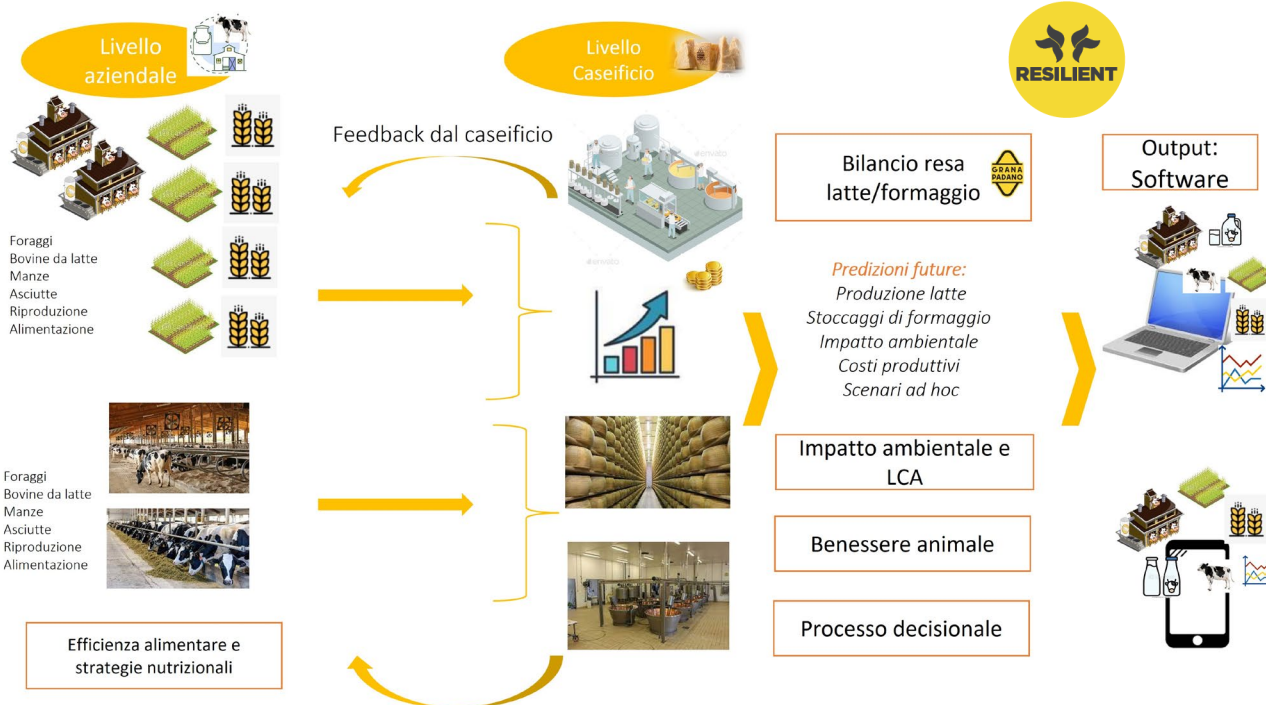 Livello
aziendale
Livello
Caseificio
RESILIENT
Feedback dal caseificio
Foraggi
Bovine da latte
Manze
Asciutte
Riproduzione
Alimentazione
Foraggi
Bovine da latte
Manze
Asciutte
Riproduzione
Alimentazione
Efficienza alimentare e
strategie nutrizionali
Bilancio resa
latte/formaggio
GRANA
PADANO
Predizioni future:
Produzione latte
Stoccaggi di formaggio
Impatto ambientale
Costi produttivi
Scenari ad hoc
Impatto ambientale e
LCA
Benessere animale
Processo decisionale
Output:
Software